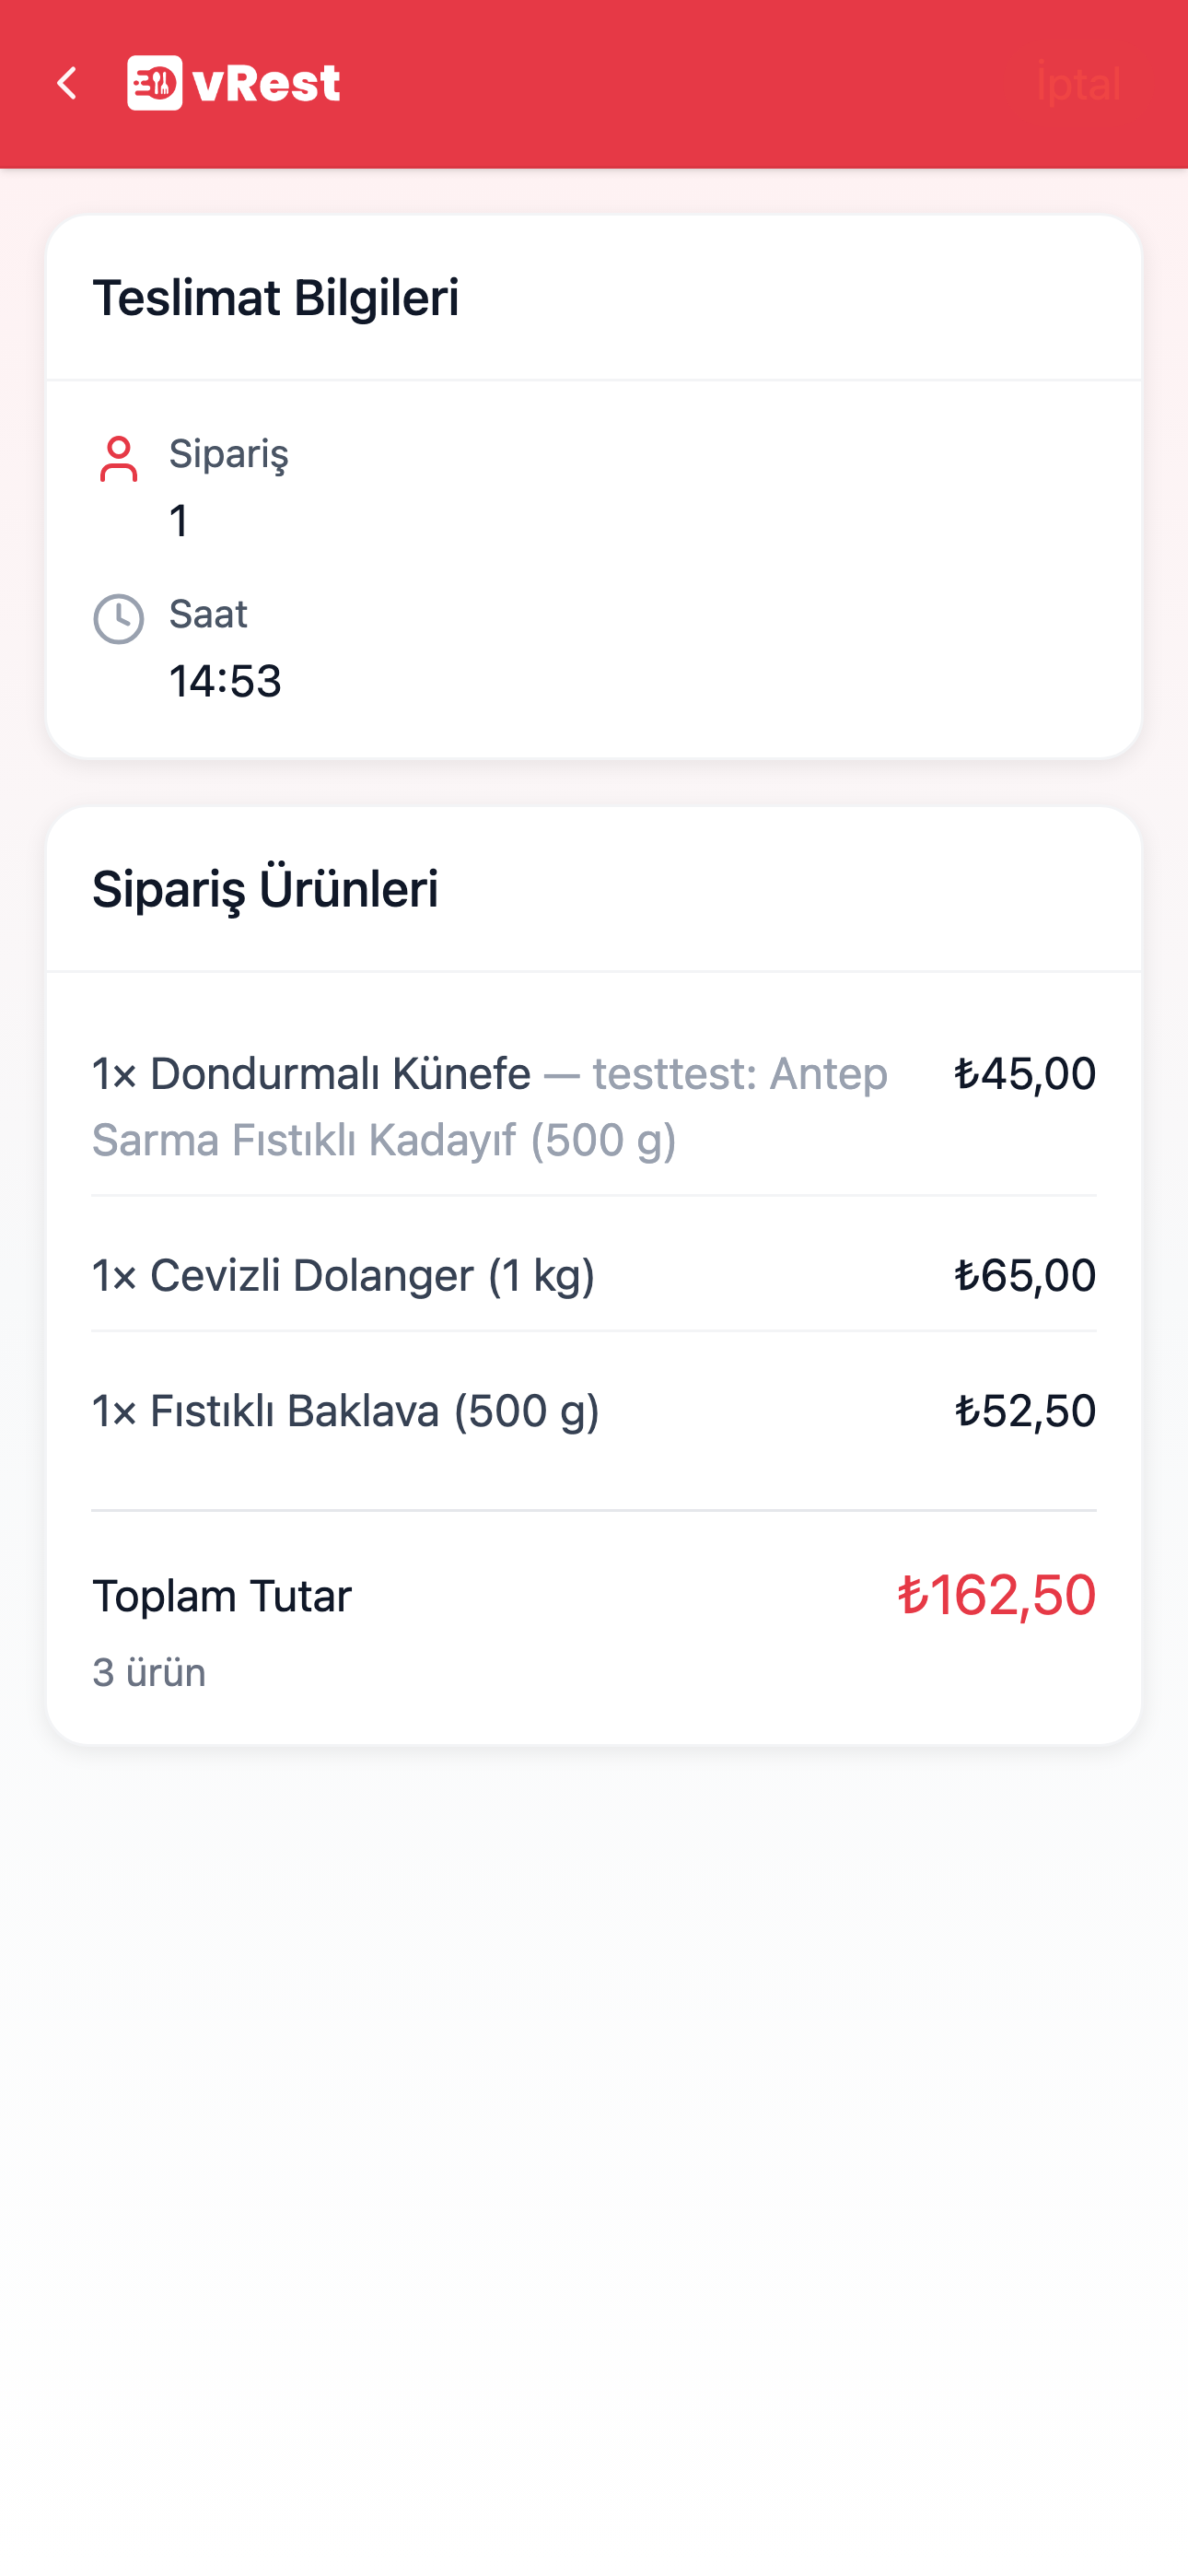 vRest
İptal
Teslimat Bilgileri
Sipariş
1
Saat
14:53
Sipariş Ürünleri
1× Dondurmalı Künefe — testtest: Antep ₺45,00
Sarma Fıstıklı Kadayıf (500 g)
1× Cevizli Dolanger (1 kg) ₺65,00
1× Fıstıklı Baklava (500 g) ₺52,50
Toplam Tutar ₺162,50
3 ürün